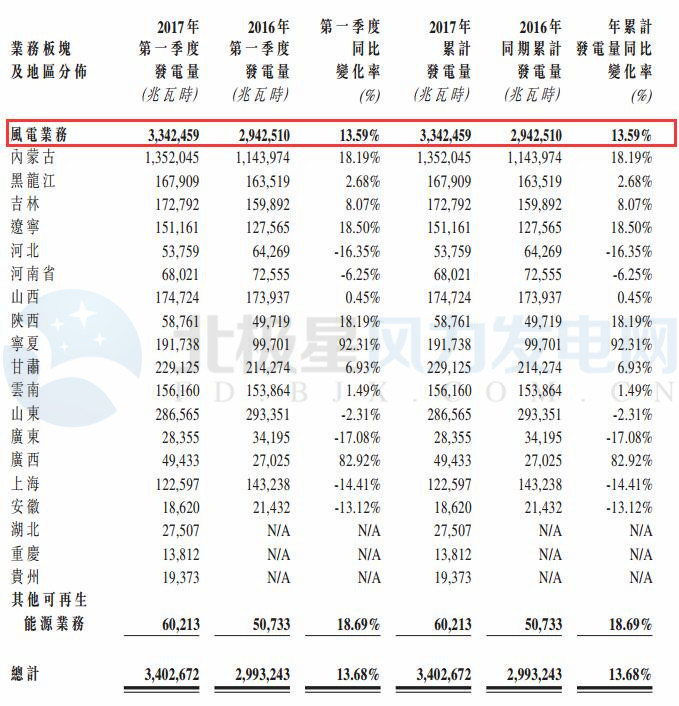 2017年 2016年 第一季度 2017年 2016年 年累計
業務板塊 第一季度 第一季度 同比 累計 同期累計 發電量同比
及地區分佈 發電量 發電量 變化率 發電量 發電量 變化率
(兆瓦時) (兆瓦時) (%) (兆瓦時) (兆瓦時) (%)
風電業務 3,342,459 2,942,510 13.59% 3,342,459 2,942,510 13.59%
內蒙古 1,352,045 1,143,974 18.19% 1,352,045 1,143,974 18.19%
黑龍江 167,909 163,519 2.68% 167,909 163,519 2.68%
吉林 172,792 159,892 8.07% 172,792 159,892 8.07%
遼寧 151,161 127,565 18.50% 151,161 127,565 18.50%
河北 53,759 64,269 -16.35% 53,759 64,269 -16.35%
河南省 68,021 72,555 -6.25% 68,021 72,555 -6.25%
山西 174,724 173,937 0.45% 174,724 173,937 0.45%
陝西 58,761 49,719 18.19% 58,761 49,719 18.19%
寧夏 191,738 99,701 92.31% 191,738 99,701 92.31%
甘肅 229,125 214,274 6.93% 229,125 214,274 6.93%
雲南 156,160 153,864 1.49% 156,160 153,864 1.49%
山東 286,565 293,351 -2.31% 286,565 293,351 -2.31%
廣東 28,355 34,195 -17.08% 28,355 34,195 -17.08%
廣西 49,433 27,025 82.92% 49,433 27,025 82.92%
上海 122,597 143,238 -14.41% 122,597 143,238 -14.41%
安徽 18,620 21,432 -13.12% 18,620 21,432 -13.12%
湖北 27,507 N/A N/A 27,507 N/A N/A
重慶 13,812 N/A N/A 13,812 N/A N/A
貴州 19,373 N/A N/A 19,373 N/A N/A
其他可再生
能源業務 60,213 50,733 18.69% 60,213 50,733 18.69%
總計 3,402,672 2,993,243 13.68% 3,402,672 2,993,243 13.68%
北极星风力发电网
FD.BJX.COM.CN